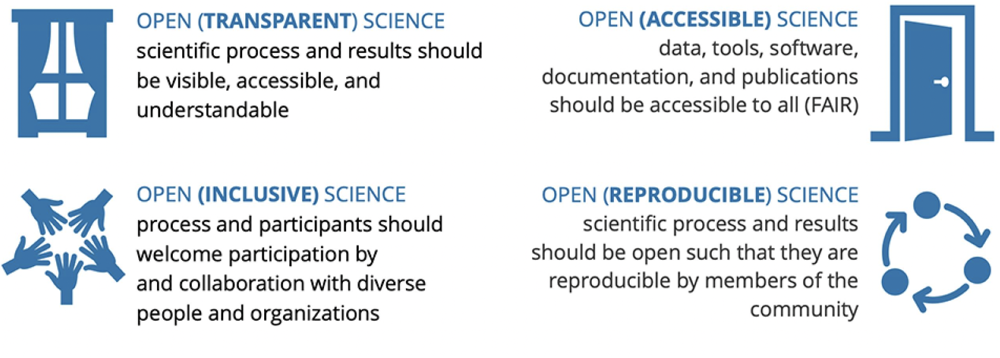 OPEN (TRANSPARENT) SCIENCE
scientific process and results should
be visible, accessible, and
understandable
OPEN (ACCESSIBLE) SCIENCE
data, tools, software,
documentation, and publications
should be accessible to all (FAIR)
OPEN (INCLUSIVE) SCIENCE
process and participants should
welcome participation by
and collaboration with diverse
people and organizations
OPEN (REPRODUCIBLE) SCIENCE
scientific process and results
should be open such that they are
reproducible by members of the
community